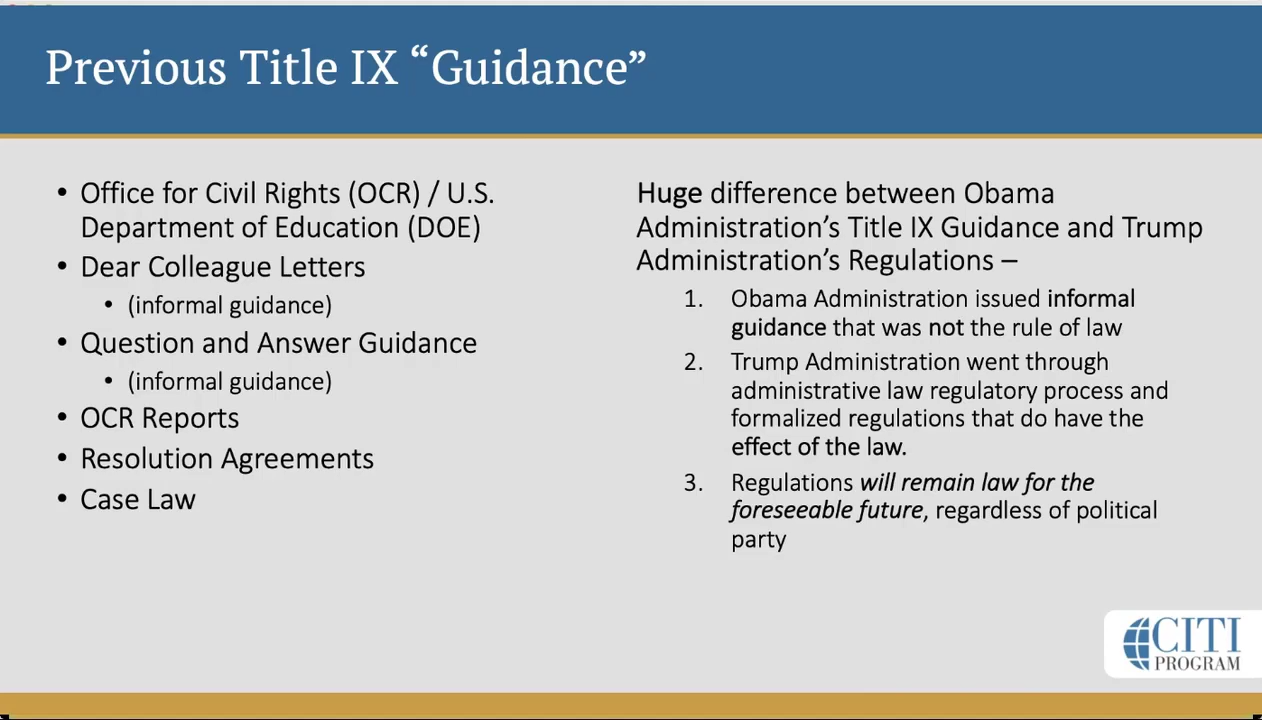 Previous Title IX “Guidance”
• Office for Civil Rights (OCR) / U.S.
Department of Education (DOE)
• Dear Colleague Letters
• (informal guidance)
• Question and Answer Guidance
• (informal guidance)
• OCR Reports
• Resolution Agreements
• Case Law
Huge difference between Obama
Administration’s Title IX Guidance and Trump
Administration’s Regulations –
1. Obama Administration issued informal
guidance that was not the rule of law
2. Trump Administration went through
administrative law regulatory process and
formalized regulations that do have the
effect of the law.
3. Regulations will remain law for the
foreseeable future, regardless of political
party
CITI
PROGRAM